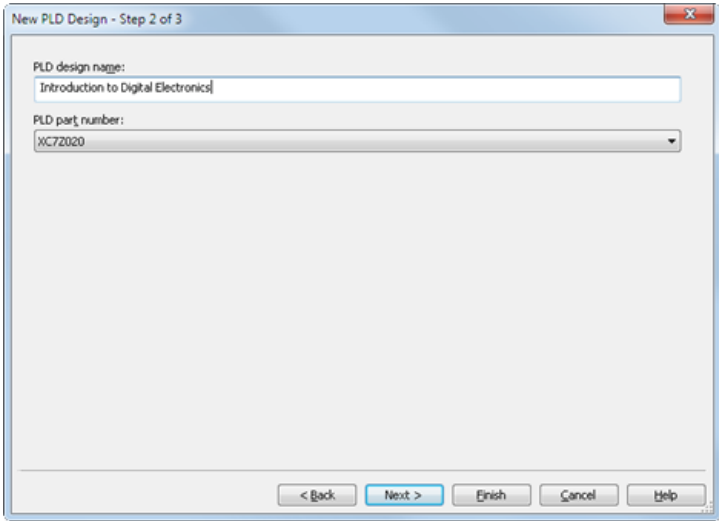 New PLD Design - Step 2 of 3
PLD design name:
Introduction to Digital Electronics
PLD part number:
XC7Z020
< Back Next > Finish Cancel Help